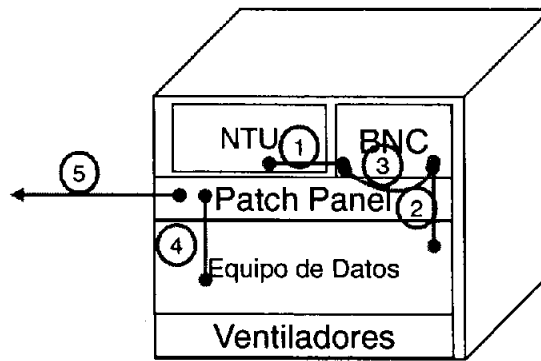 NTU
1
BNC
3
5
Patch Panel
2
4
Equipo de Datos
Ventiladores